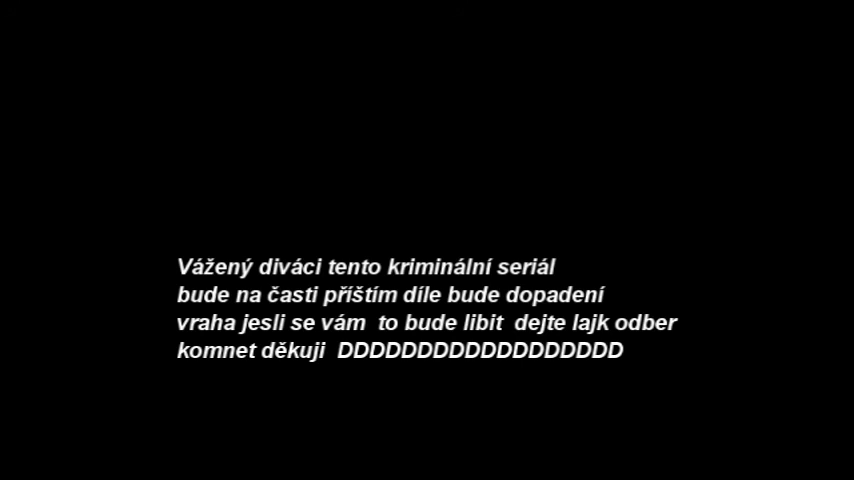 Vážený diváci tento kriminální seriál
bude na časti příštím díle bude dopadení
vraha jesli se vám  to bude libit  dejte lajk odber
komnet děkuji  DDDDDDDDDDDDDDDDDD